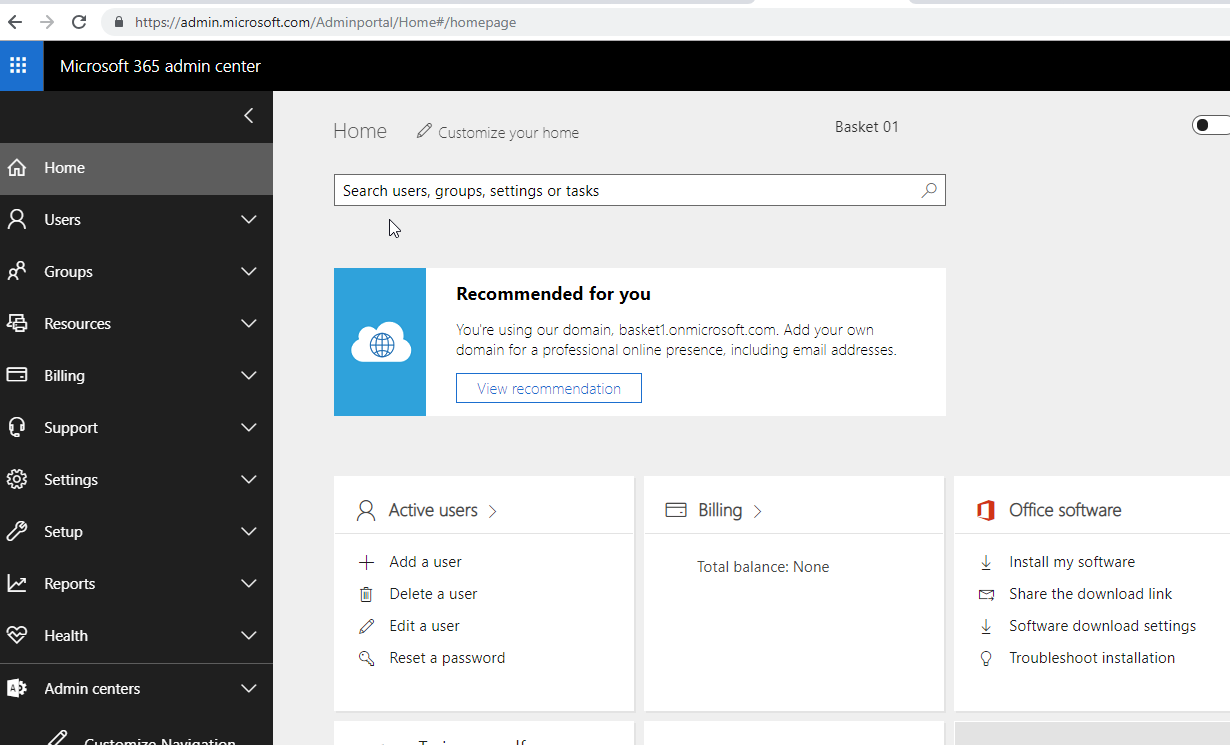 https://admin.microsoft.com/Adminportal/Home#/homepage
Microsoft 365 admin center
Home
Users
Groups
Resources
Billing
Support
Settings
Setup
Reports
Health
Admin centers
Customize Navigation
Home
Customize your home
Basket 01
Search users, groups, settings or tasks
Recommended for you
You're using our domain, basket1.onmicrosoft.com. Add your own
domain for a professional online presence, including email addresses.
View recommendation
Active users
Add a user
Delete a user
Edit a user
Reset a password
Billing
Total balance: None
Office software
Install my software
Share the download link
Software download settings
Troubleshoot installation